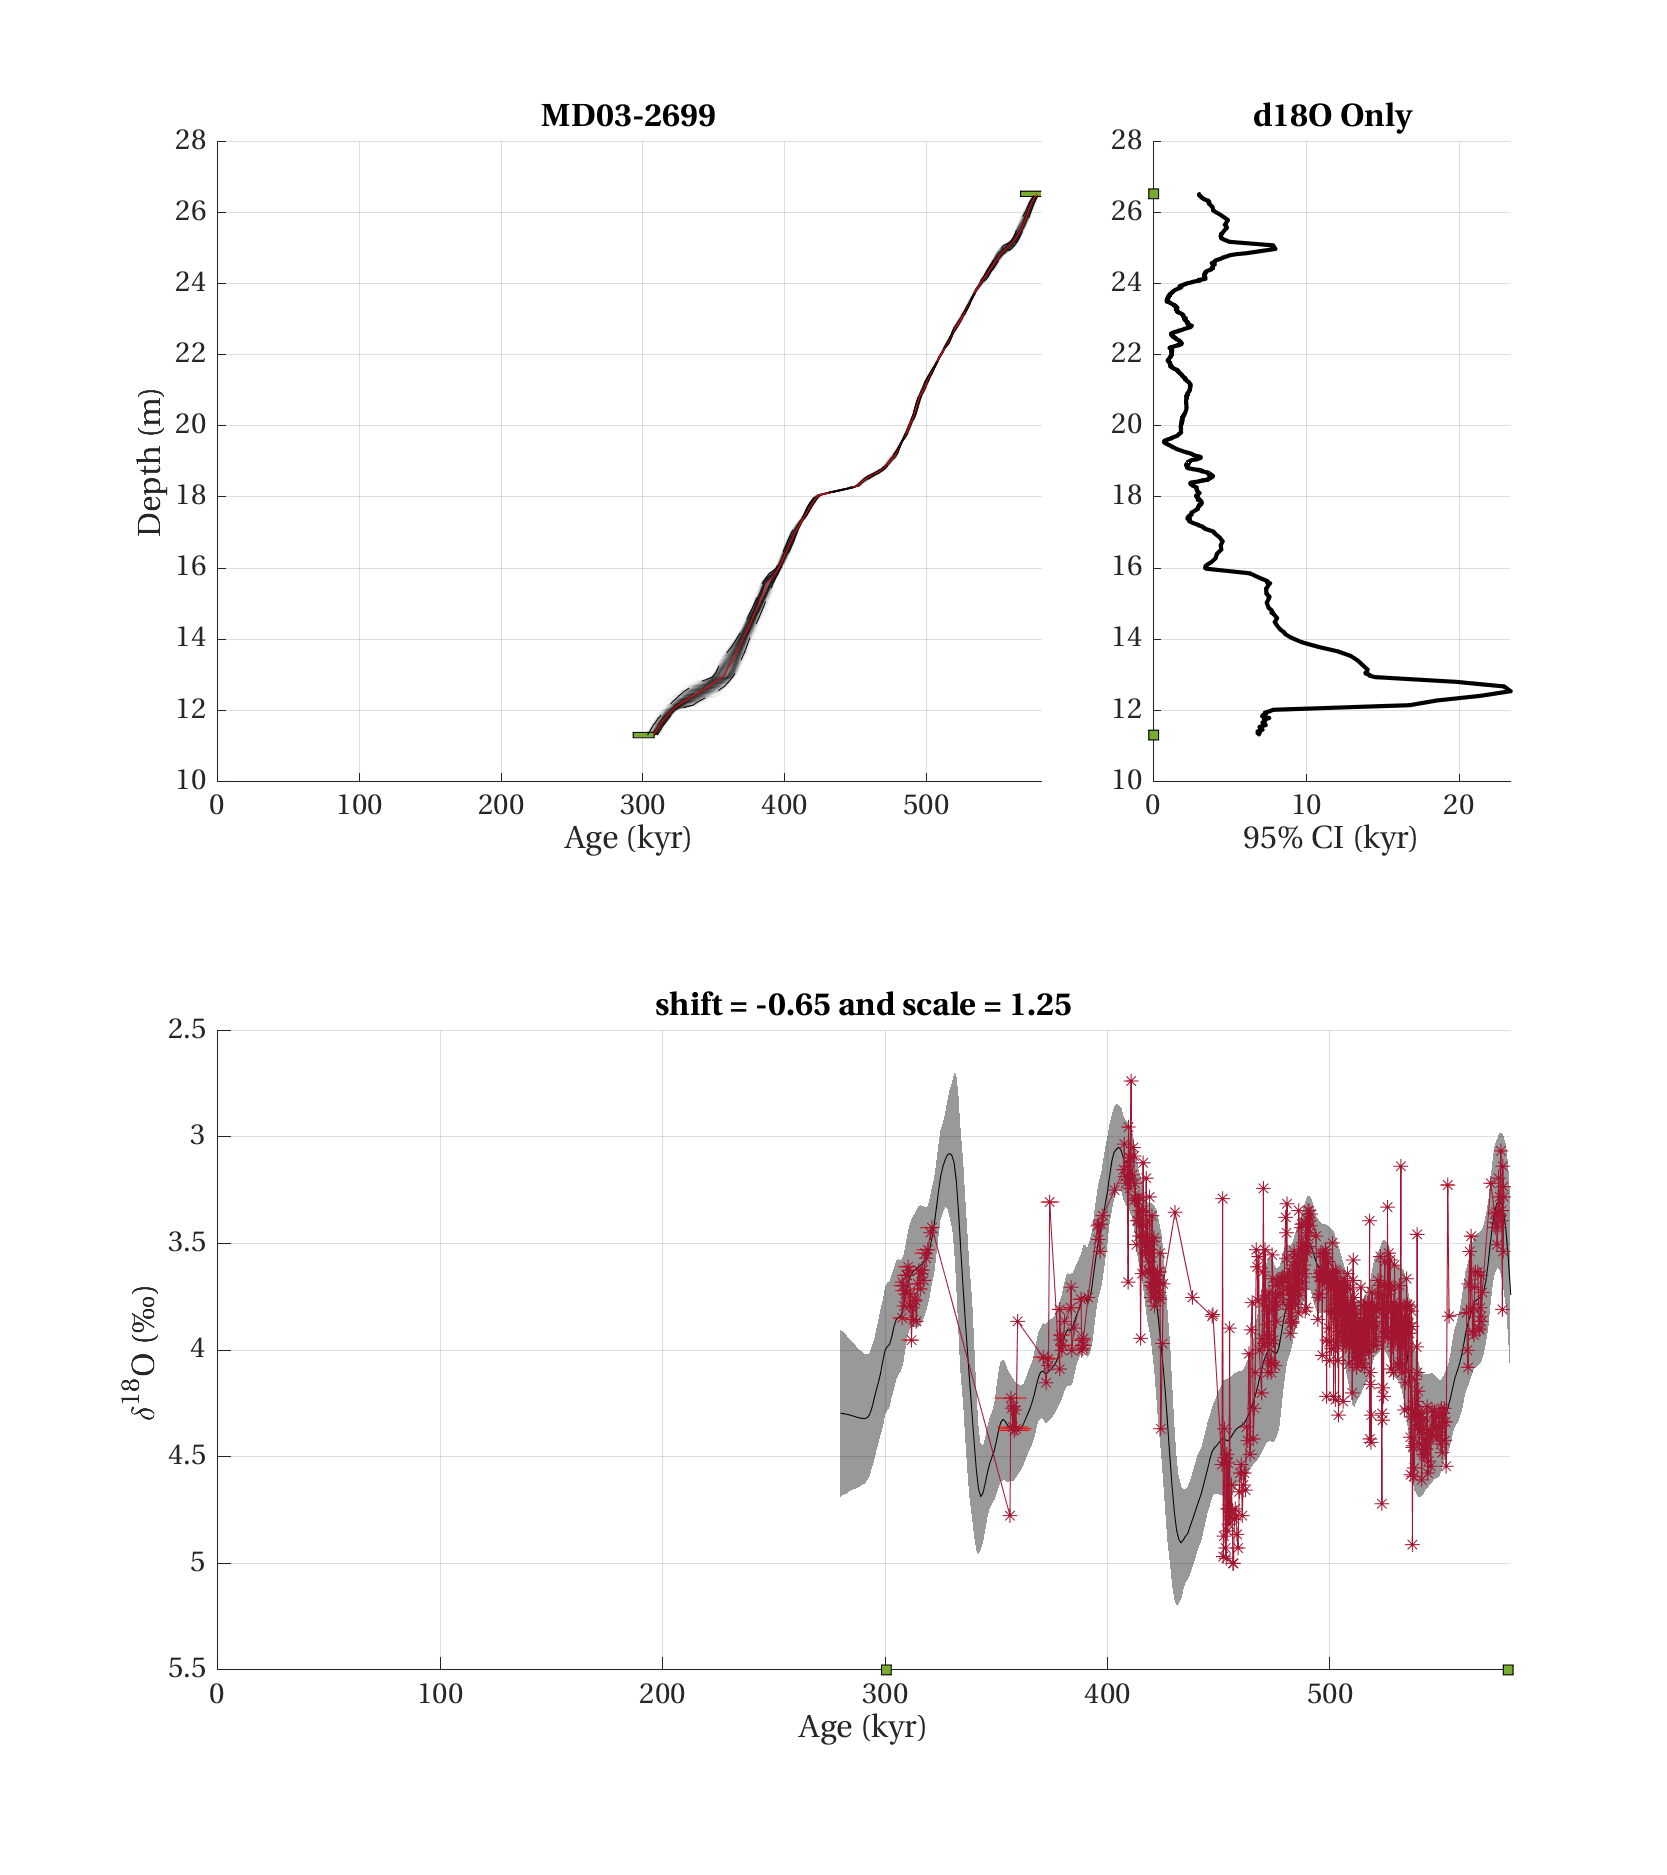 MD03-2699
d18O Only
28
26
24
22
20
18
16
14
12
10
Depth (m)
0 100 200 300 400 500
Age (kyr)
28
26
24
22
20
18
16
14
12
10
0 10 20
95% CI (kyr)
shift = -0.65 and scale = 1.25
2.5
3
3.5
4
4.5
5
5.5
δ¹⁸O (‰)
0 100 200 300 400 500
Age (kyr)